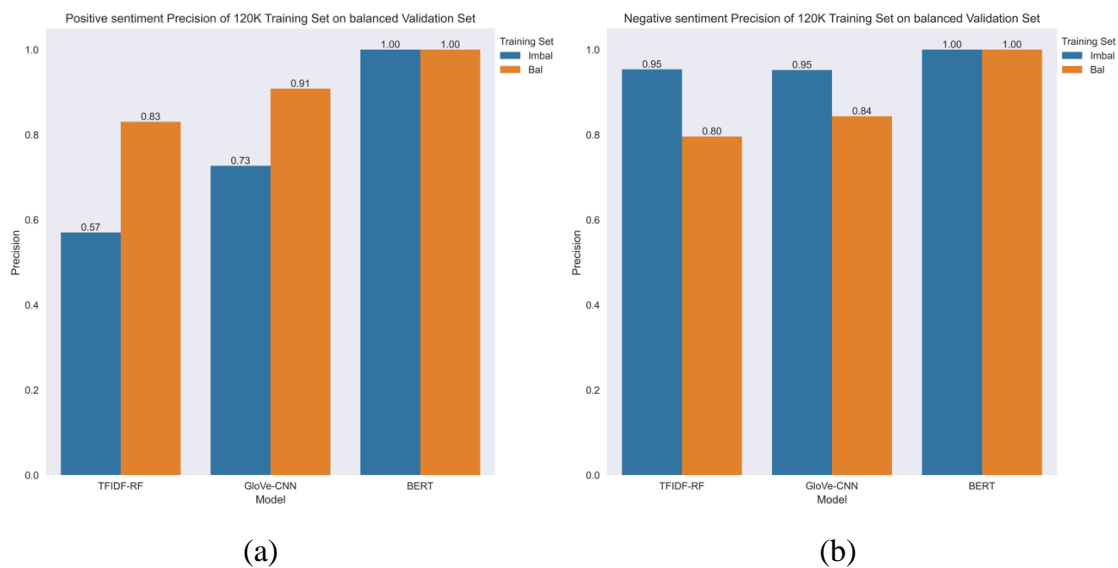 Positive sentiment Precision of 120K Training Set on balanced Validation Set
Training Set
Imbal
Bal
1.0
0.8
0.6
0.4
0.2
0.0
Precision
0.57
0.83
0.73
0.91
1.00
1.00
TFIDF-RF
GloVe-CNN
BERT
Model
(a)
Negative sentiment Precision of 120K Training Set on balanced Validation Set
Training Set
Imbal
Bal
1.0
0.8
0.6
0.4
0.2
0.0
Precision
0.95
0.80
0.95
0.84
1.00
1.00
TFIDF-RF
GloVe-CNN
BERT
Model
(b)